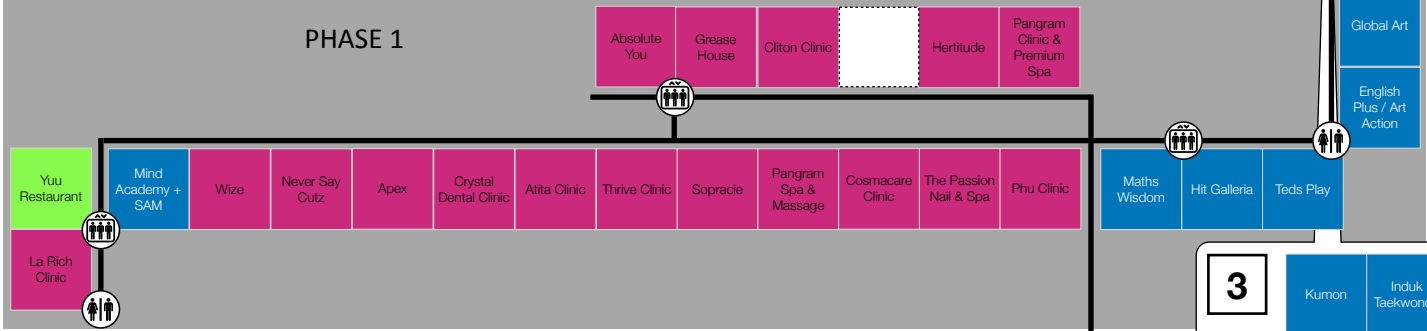 PHASE 1
Absolute
You
Grease
House
Cliton Clinic
Hertitude
Pangram
Clinic &
Premium
Spa
Global Art
English
Plus / Art
Action
Yuu
Restaurant
Mind
Academy +
SAM
Wize
Never Say
Cutz
Apex
Crystal
Dental Clinic
Atita Clinic
Thrive Clinic
Sopracie
Pangram
Spa &
Massage
Cosmacare
Clinic
The Passion
Nail & Spa
Phu Clinic
Maths
Wisdom
Hit Galleria
Teds Play
La Rich
Clinic
3
Kumon
Induk